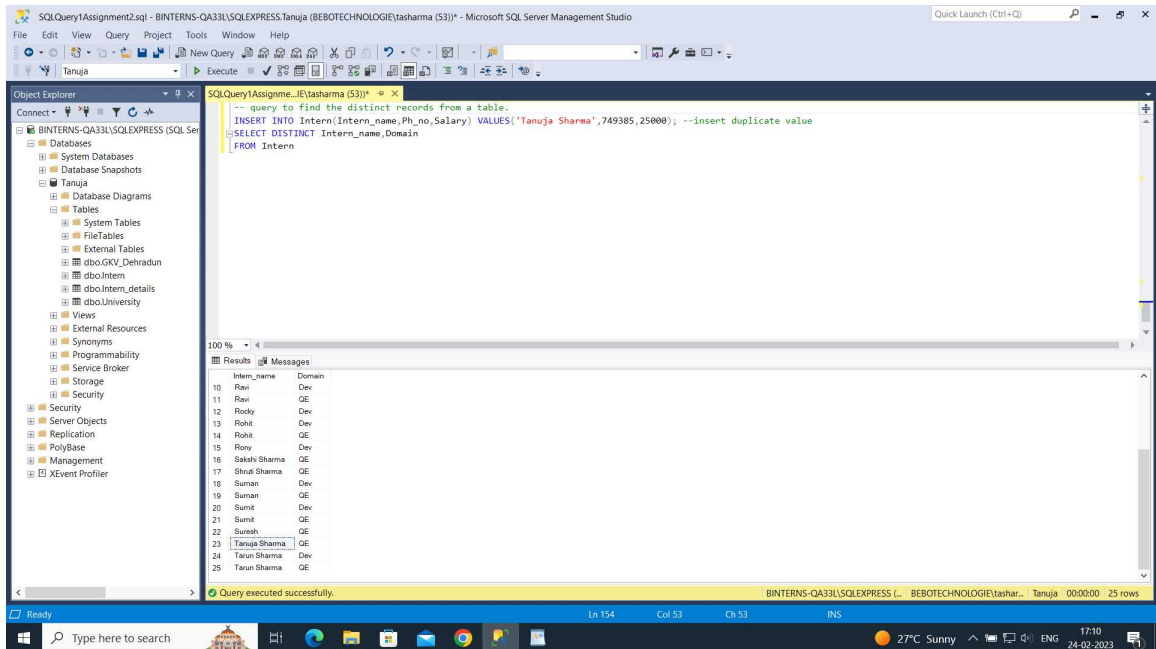 SQLQuery1Assignment2.sql - BINTERNS-QA33L\SQLEXPRESS.Tanuja (BEBOTECHNOLOGIE\tasharma (53))* - Microsoft SQL Server Management Studio
Quick Launch (Ctrl+Q)
File Edit View Query Project Tools Window Help
New Query
Tanuja
Execute
Object Explorer
SQLQuery1Assignme...IE\tasharma (53))*
Connect
BINTERNS-QA33L\SQLEXPRESS (SQL Ser
Databases
System Databases
Database Snapshots
Tanuja
Database Diagrams
Tables
System Tables
FileTables
External Tables
dbo.GKV_Dehradun
dbo.Intern
dbo.Intern_details
dbo.University
Views
External Resources
Synonyms
Programmability
Service Broker
Storage
Security
Security
Server Objects
Replication
PolyBase
Management
XEvent Profiler
-- query to find the distinct records from a table.
INSERT INTO Intern(Intern_name,Ph_no,Salary) VALUES('Tanuja Sharma',749385,25000); --insert duplicate value
SELECT DISTINCT Intern_name,Domain
FROM Intern
100 %
Results Messages
Intern_name Domain
10 Ravi Dev
11 Ravi QE
12 Rocky Dev
13 Rohit Dev
14 Rohit QE
15 Rony Dev
16 Sakshi Sharma QE
17 Shruti Sharma QE
18 Suman Dev
19 Suman QE
20 Sumit Dev
21 Sumit QE
22 Suresh QE
23 Tanuja Sharma QE
24 Tarun Sharma Dev
25 Tarun Sharma QE
Query executed successfully.
BINTERNS-QA33L\SQLEXPRESS (... BEBOTECHNOLOGIE\tashar... Tanuja 00:00:00 25 rows
Ready Ln 154 Col 53 Ch 53 INS
Type here to search
27°C Sunny ENG
17:10
24-02-2023